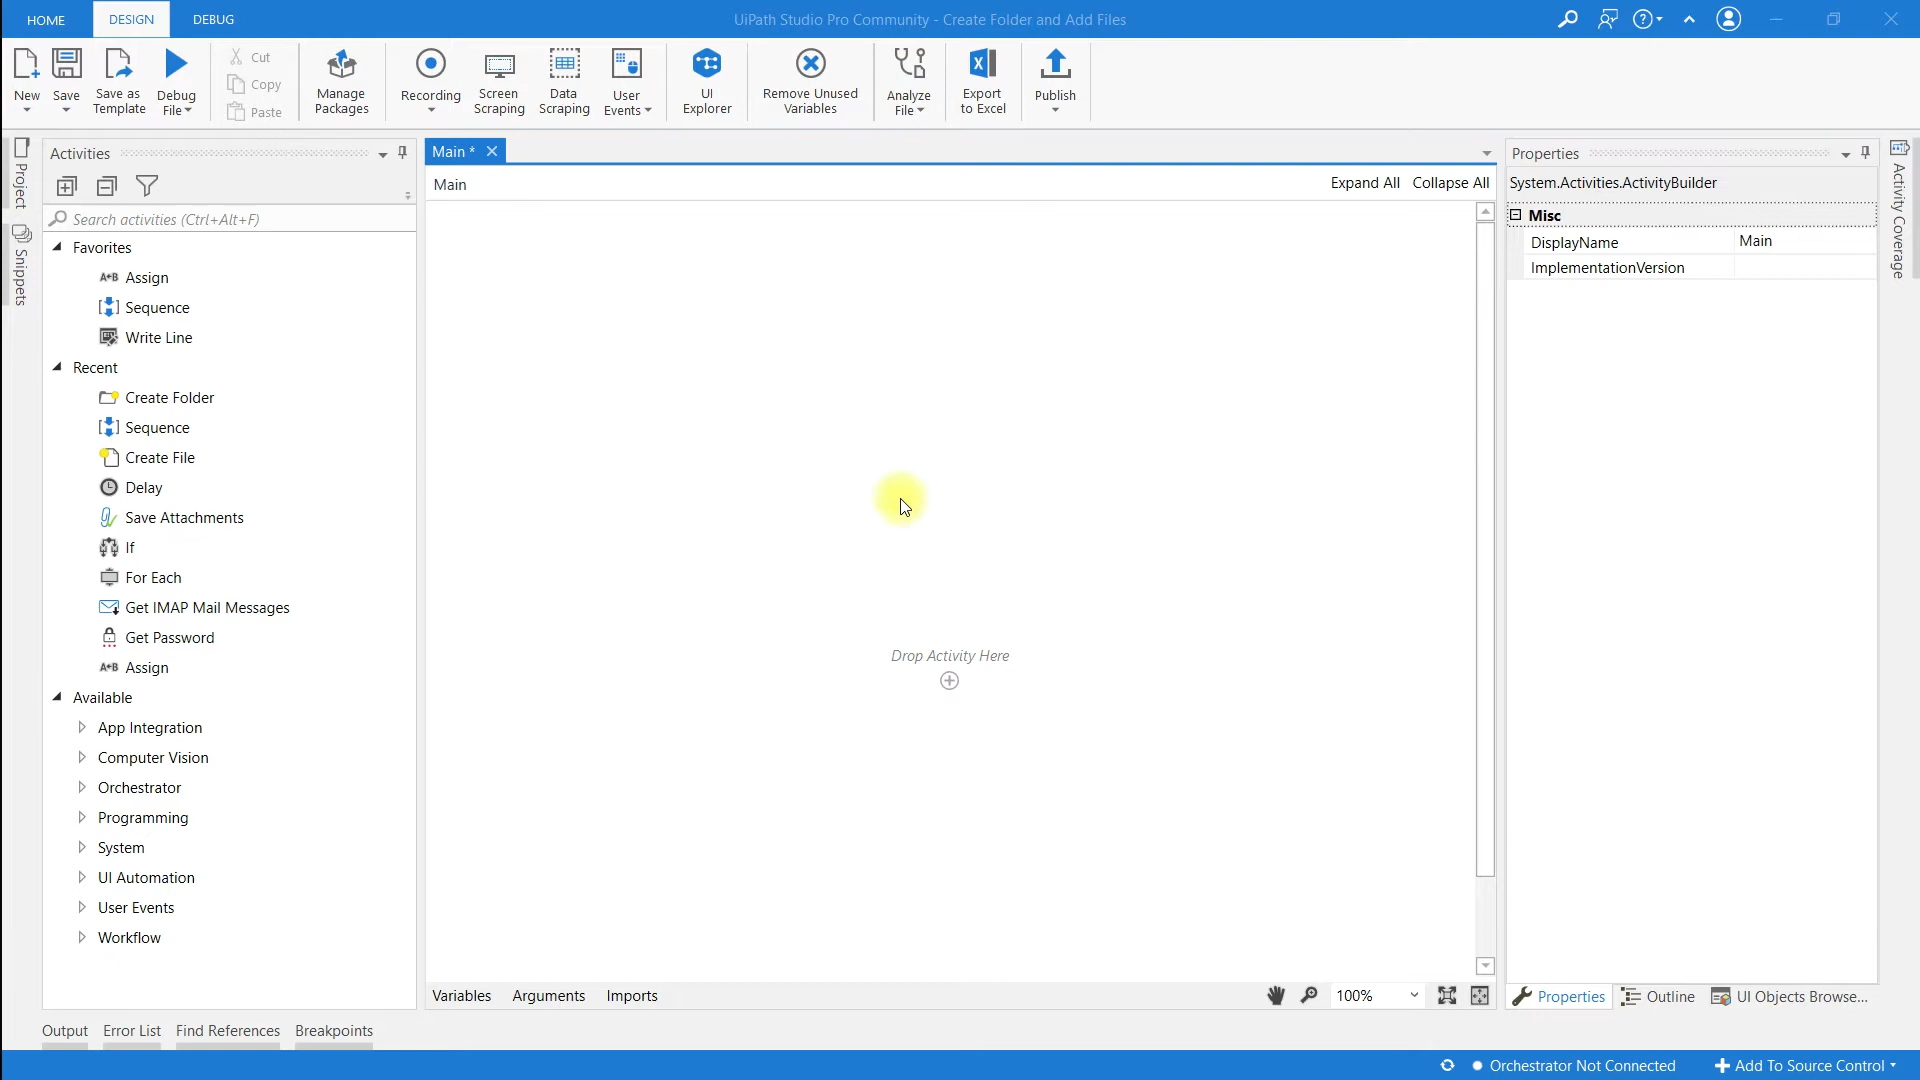 HOME DESIGN DEBUG
UiPath Studio Pro Community - Create Folder and Add Files
New
Save
Save as
Template
Debug
File
Cut
Copy
Paste
Manage
Packages
Recording
Screen
Scraping
Data
Scraping
User
Events
UI
Explorer
Remove Unused
Variables
Analyze
File
Export
to Excel
Publish
Project
Snippets
Activities
Search activities (Ctrl+Alt+F)
Favorites
Assign
Sequence
Write Line
Recent
Create Folder
Sequence
Create File
Delay
Save Attachments
If
For Each
Get IMAP Mail Messages
Get Password
Assign
Available
App Integration
Computer Vision
Orchestrator
Programming
System
UI Automation
User Events
Workflow
Main *
Main
Expand All Collapse All
Drop Activity Here
Variables Arguments Imports
100%
Properties
System.Activities.ActivityBuilder
Misc
DisplayName Main
ImplementationVersion
Activity Coverage
Properties Outline UI Objects Browse...
Output Error List Find References Breakpoints
Orchestrator Not Connected
Add To Source Control